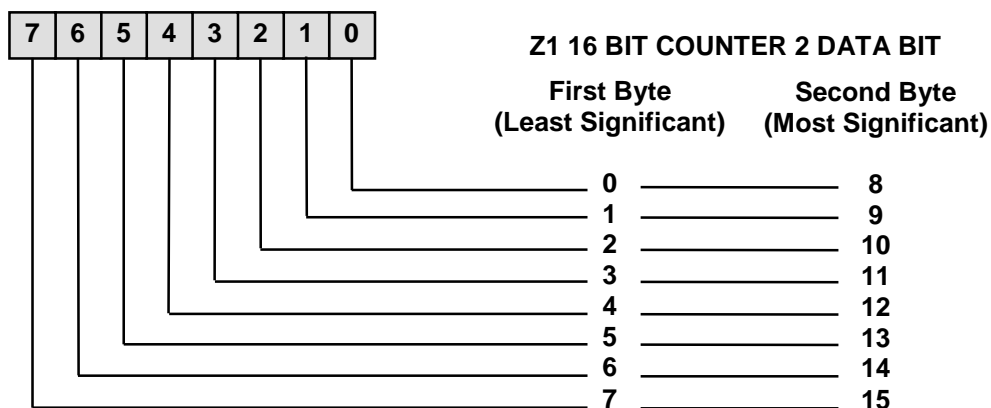 7 6 5 4 3 2 1 0
Z1 16 BIT COUNTER 2 DATA BIT
First Byte Second Byte
(Least Significant) (Most Significant)
0 8
1 9
2 10
3 11
4 12
5 13
6 14
7 15